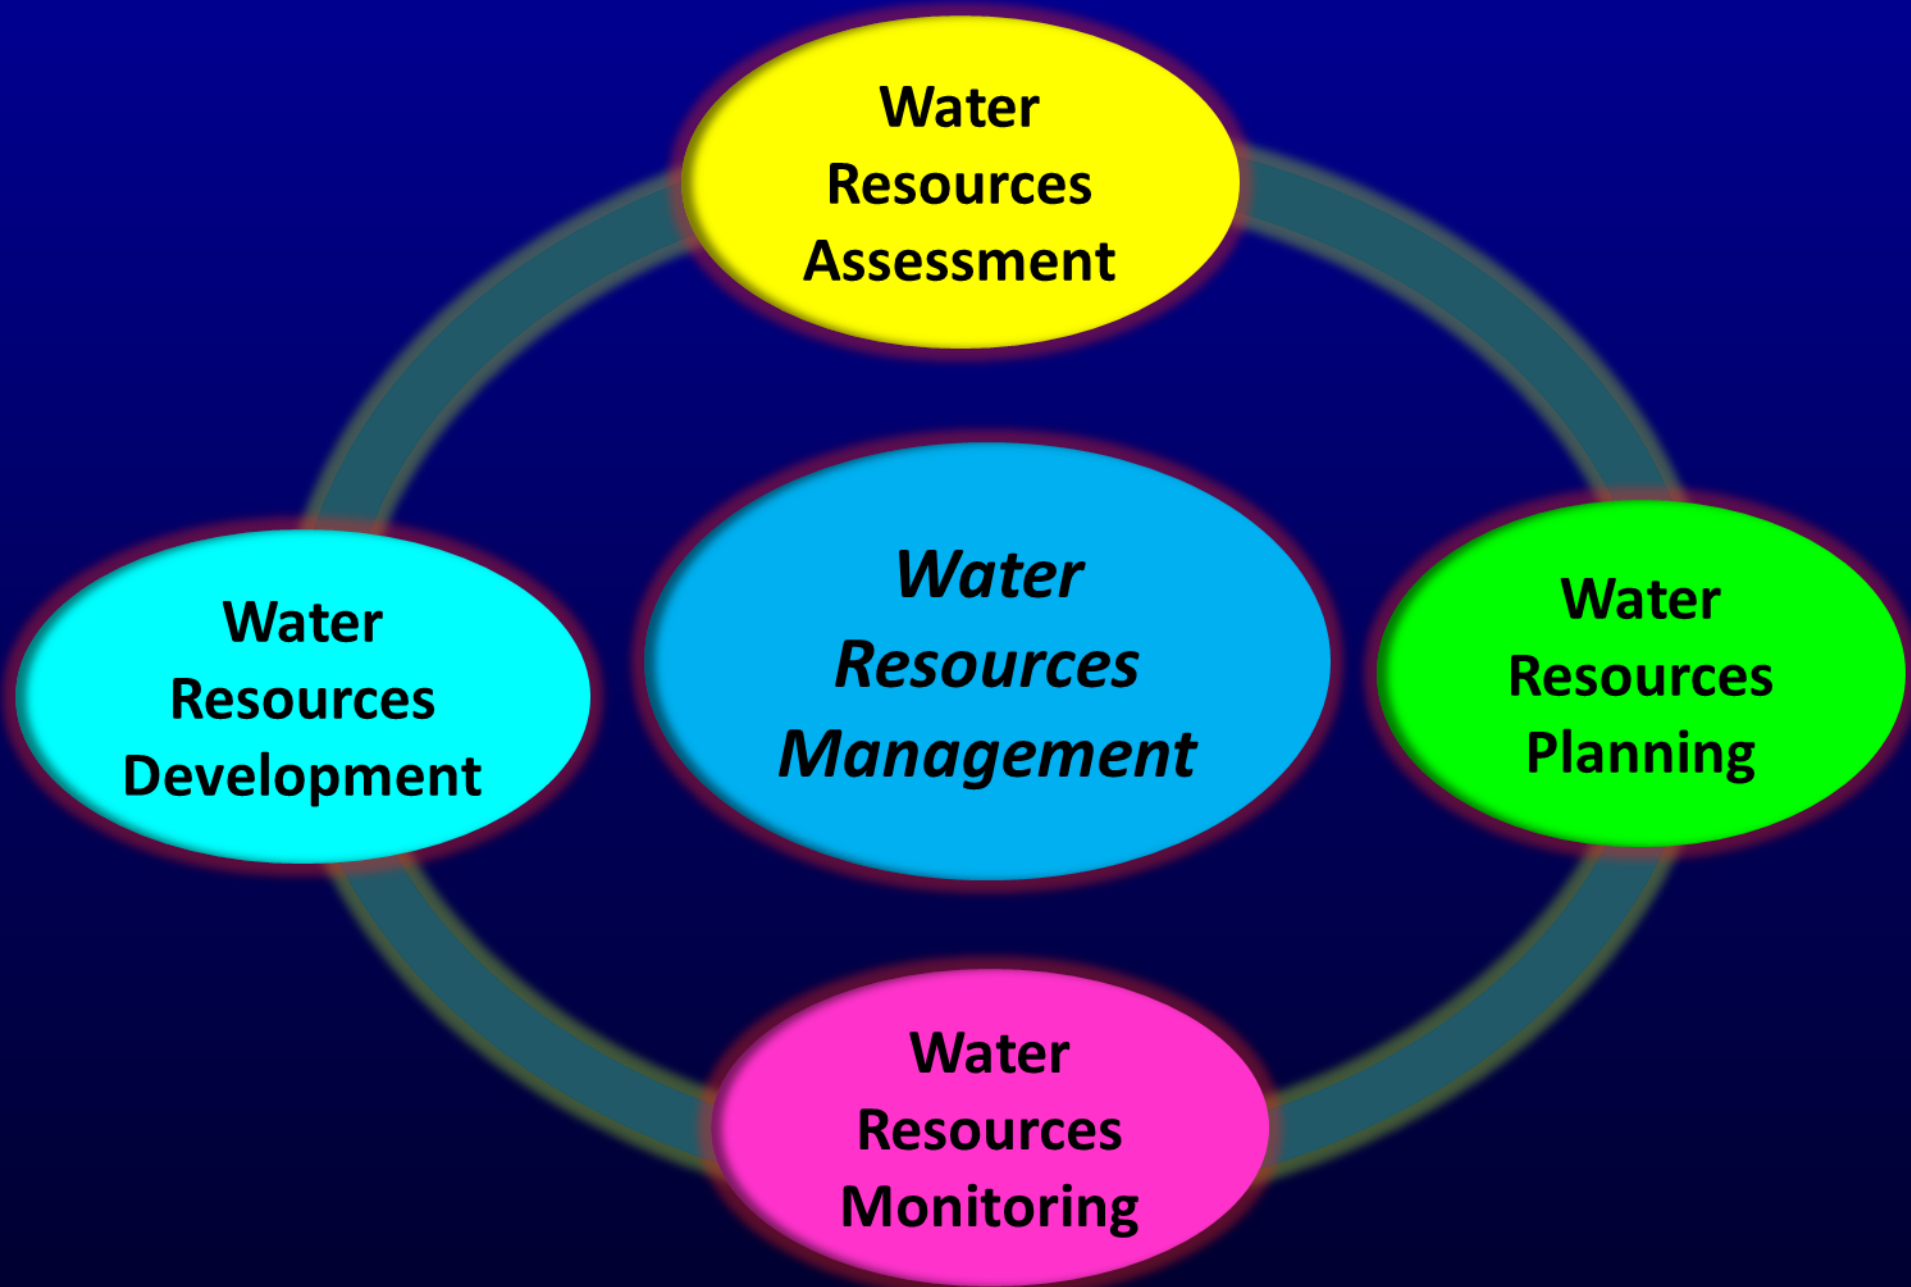 Water
Resources
Assessment
Water
Resources
Management
Water
Resources
Development
Water
Resources
Planning
Water
Resources
Monitoring